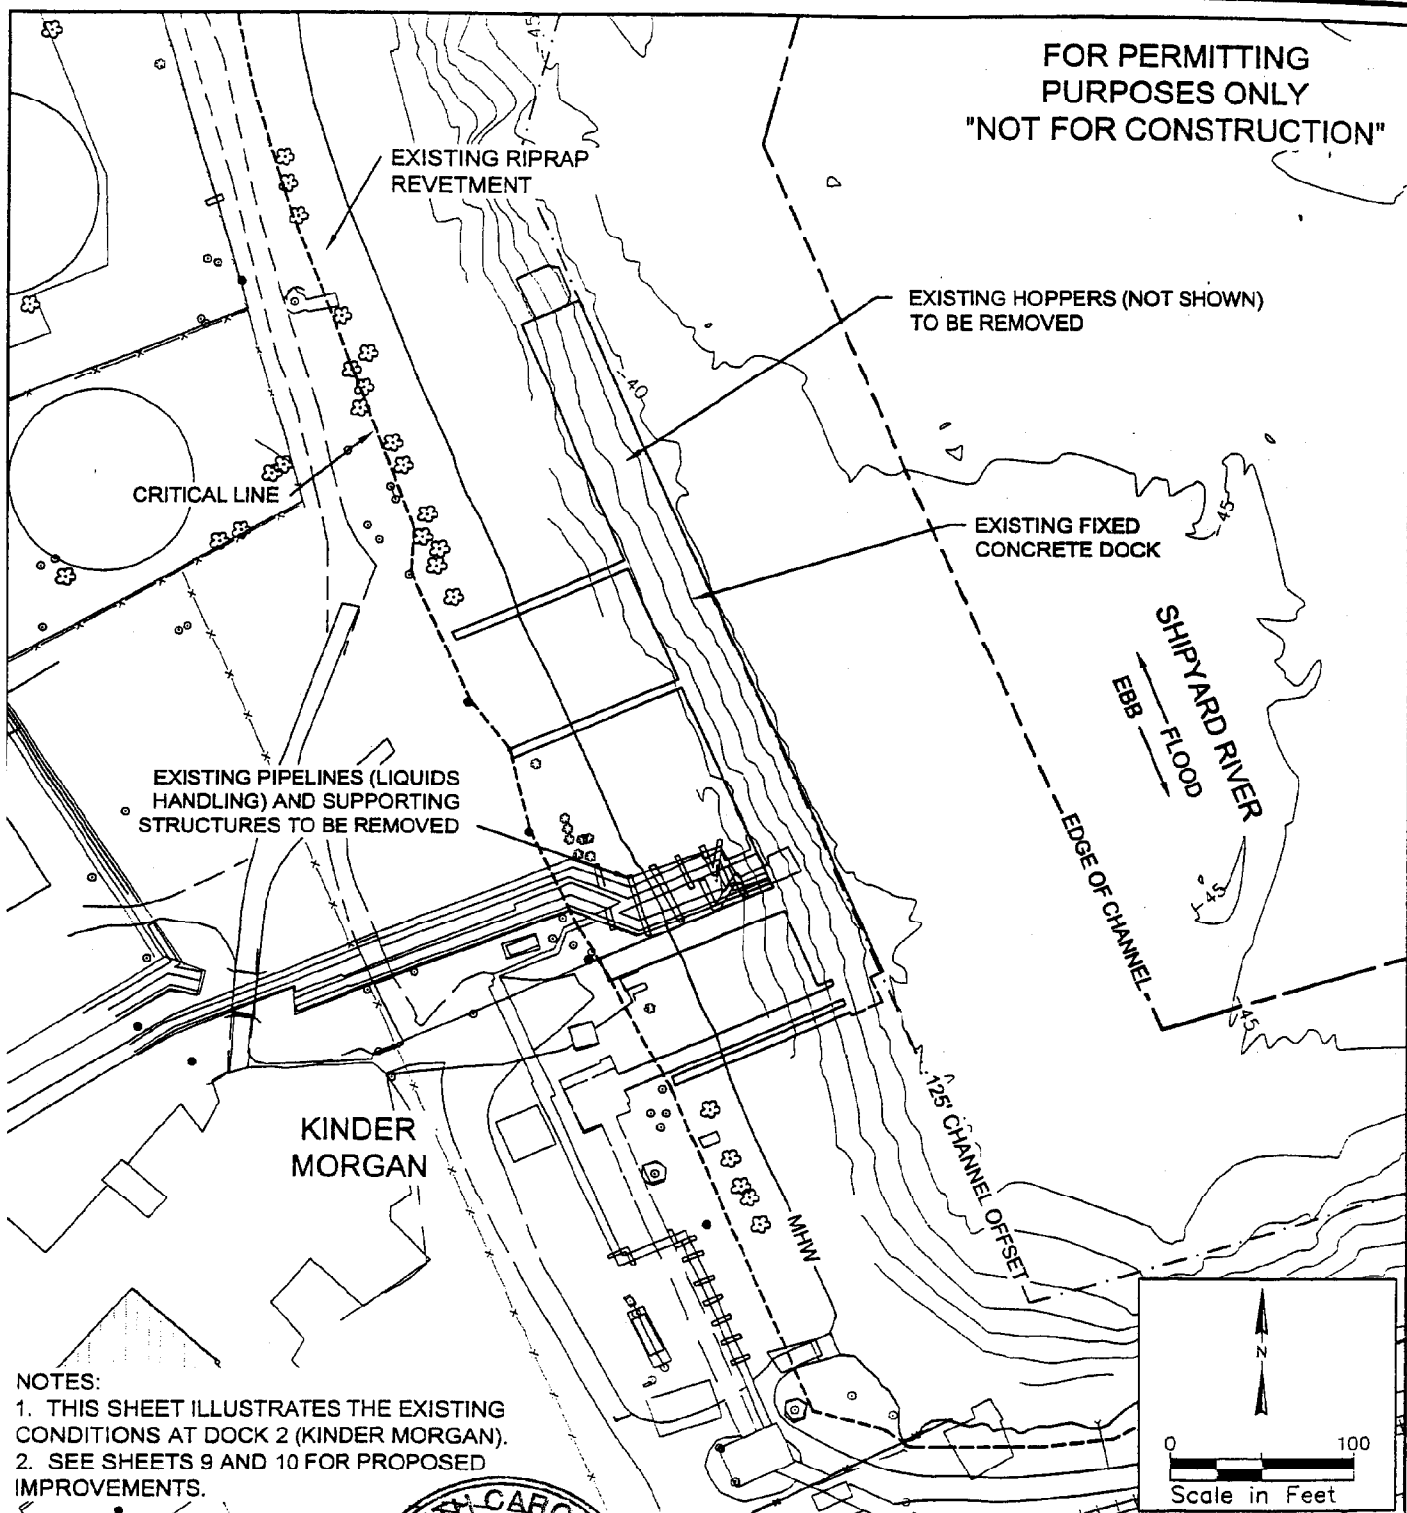 FOR PERMITTING
PURPOSES ONLY
"NOT FOR CONSTRUCTION"
45
EXISTING RIPRAP
REVETMENT
EXISTING HOPPERS (NOT SHOWN)
TO BE REMOVED
40
CRITICAL LINE
45
EXISTING FIXED
CONCRETE DOCK
SHIPYARD RIVER
FLOOD
EBB
EXISTING PIPELINES (LIQUIDS
HANDLING) AND SUPPORTING
STRUCTURES TO BE REMOVED
EDGE OF CHANNEL
45
45
125' CHANNEL OFFSET
KINDER
MORGAN
MHW
NOTES:
1. THIS SHEET ILLUSTRATES THE EXISTING
CONDITIONS AT DOCK 2 (KINDER MORGAN).
2. SEE SHEETS 9 AND 10 FOR PROPOSED
IMPROVEMENTS.
N
0 100
Scale in Feet